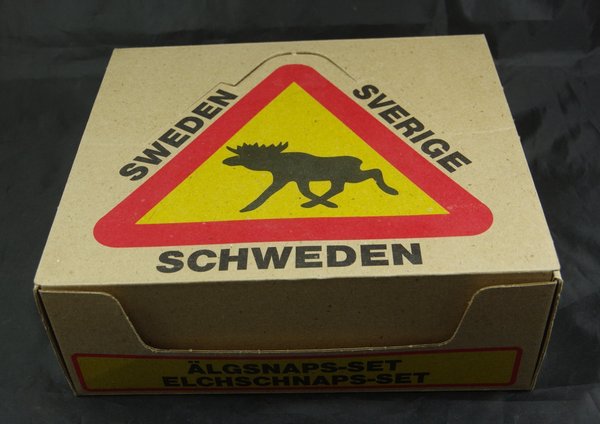 SWEDEN
SVERIGE
SCHWEDEN
ÄLGSNAPS-SET
ELCHSCHNAPS-SET